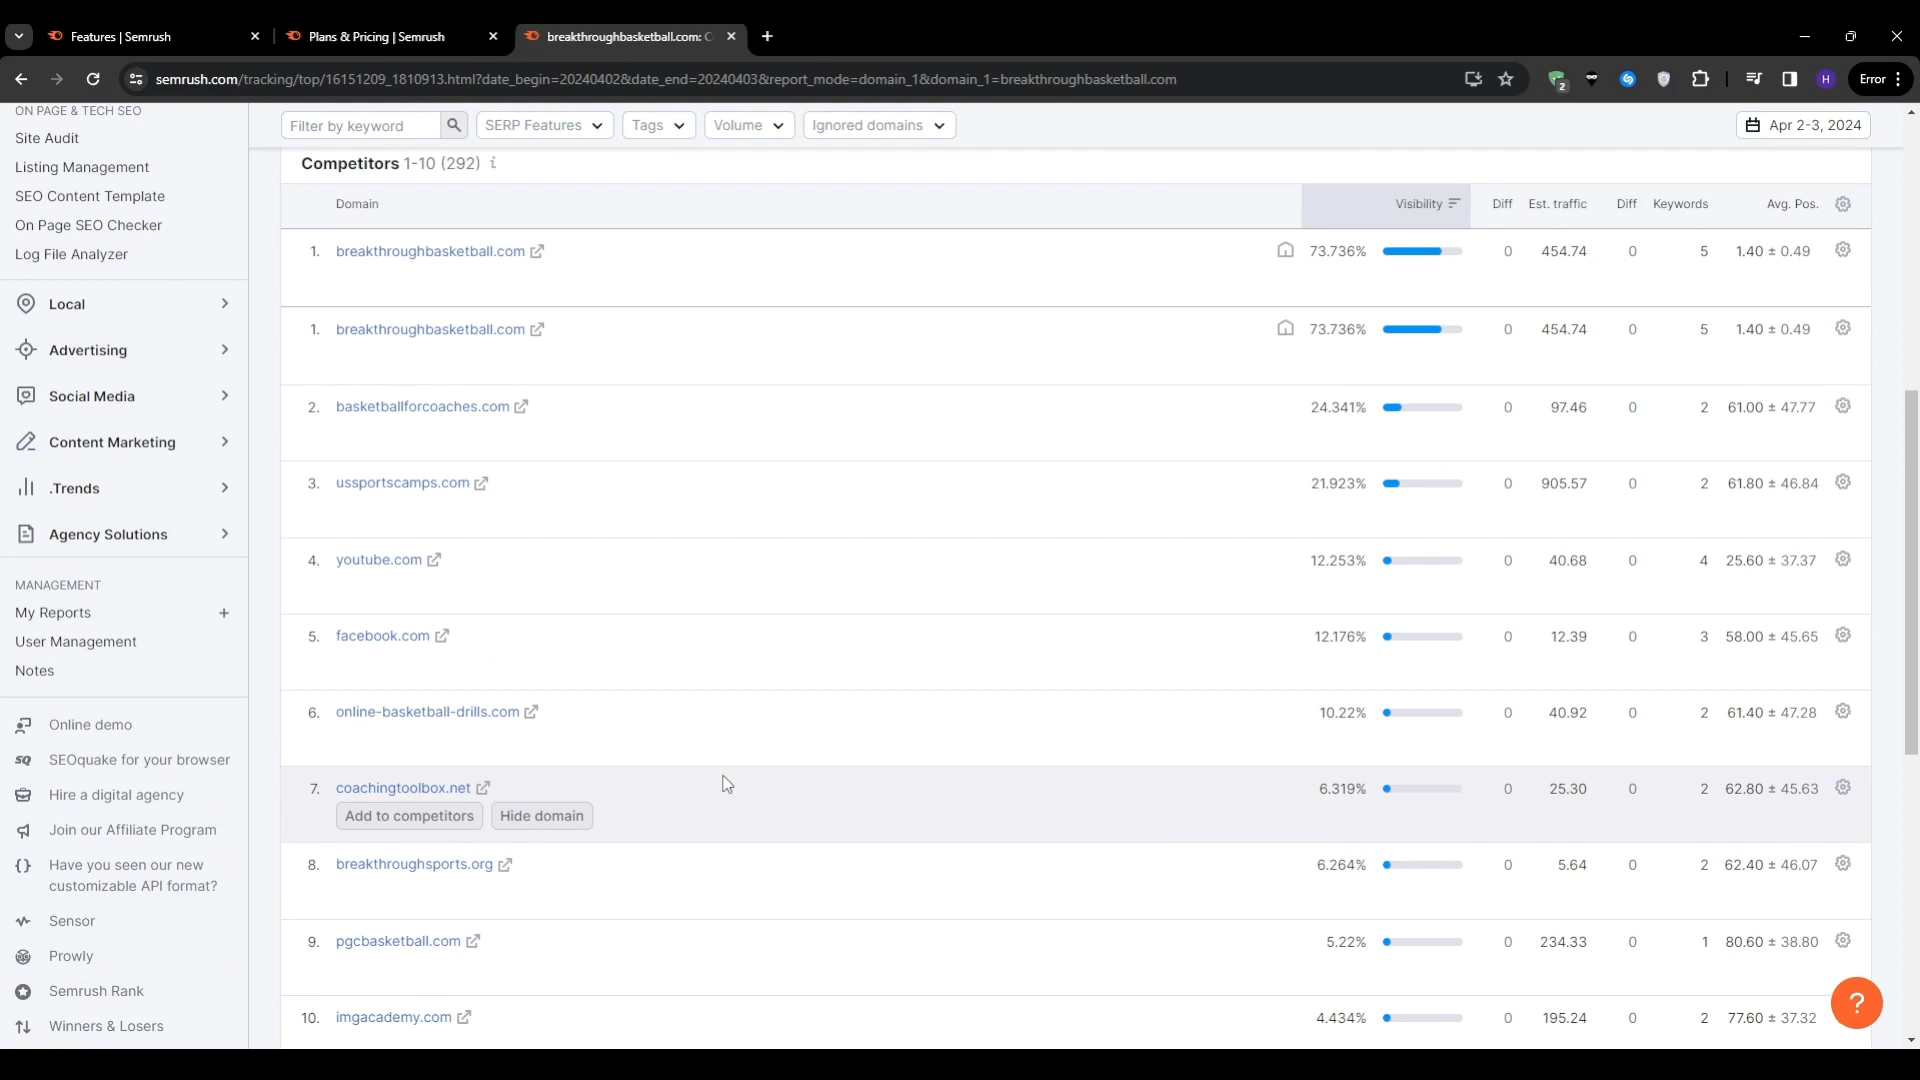 Features | Semrush
Plans & Pricing | Semrush
breakthroughbasketball.com: C
semrush.com/tracking/top/16151209_1810913.html?date_begin=20240402&date_end=20240403&report_mode=domain_1&domain_1=breakthroughbasketball.com
2
H
Error
ON PAGE & TECH SEO
Site Audit
Listing Management
SEO Content Template
On Page SEO Checker
Log File Analyzer
Local
Advertising
Social Media
Content Marketing
.Trends
Agency Solutions
MANAGEMENT
My Reports +
User Management
Notes
Online demo
SQ SEOquake for your browser
Hire a digital agency
Join our Affiliate Program
Have you seen our new
customizable API format?
Sensor
Prowly
Semrush Rank
Winners & Losers
Filter by keyword SERP Features Tags Volume Ignored domains Apr 2-3, 2024
Competitors 1-10 (292) i
Domain Visibility Diff Est. traffic Diff Keywords Avg. Pos.
1. breakthroughbasketball.com 73.736% 0 454.74 0 5 1.40 ± 0.49
1. breakthroughbasketball.com 73.736% 0 454.74 0 5 1.40 ± 0.49
2. basketballforcoaches.com 24.341% 0 97.46 0 2 61.00 ± 47.77
3. ussportscamps.com 21.923% 0 905.57 0 2 61.80 ± 46.84
4. youtube.com 12.253% 0 40.68 0 4 25.60 ± 37.37
5. facebook.com 12.176% 0 12.39 0 3 58.00 ± 45.65
6. online-basketball-drills.com 10.22% 0 40.92 0 2 61.40 ± 47.28
7. coachingtoolbox.net 6.319% 0 25.30 0 2 62.80 ± 45.63
Add to competitors Hide domain
8. breakthroughsports.org 6.264% 0 5.64 0 2 62.40 ± 46.07
9. pgcbasketball.com 5.22% 0 234.33 0 1 80.60 ± 38.80
10. imgacademy.com 4.434% 0 195.24 0 2 77.60 ± 37.32
?